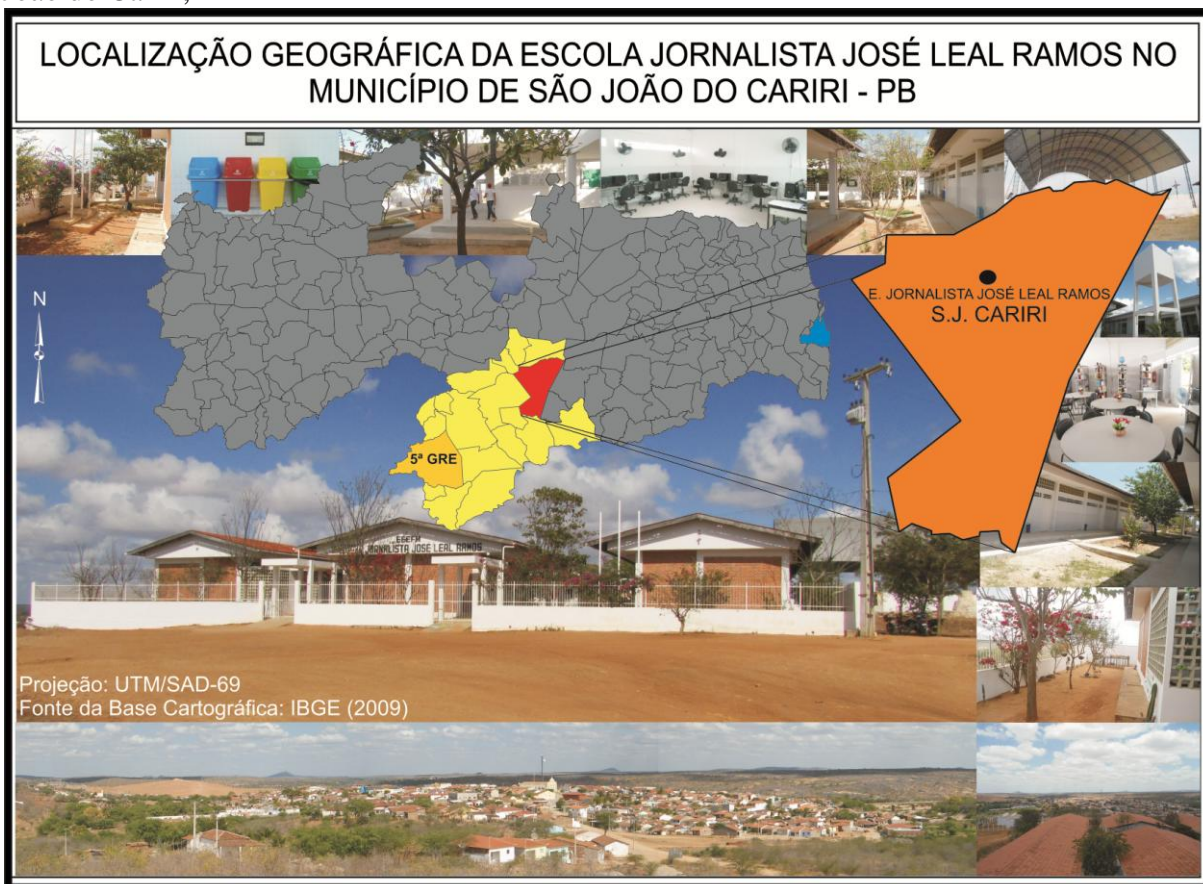 LOCALIZAÇÃO GEOGRÁFICA DA ESCOLA JORNALISTA JOSÉ LEAL RAMOS NO
MUNICÍPIO DE SÃO JOÃO DO CARIRI - PB
N
E. JORNALISTA JOSÉ LEAL RAMOS
S.J. CARIRI
5ª GRE
JORNALISTA JOSÉ LEAL RAMOS
Projeção: UTM/SAD-69
Fonte da Base Cartográfica: IBGE (2009)